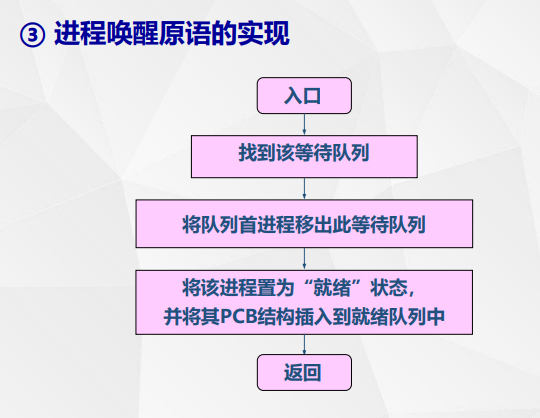 ③ 进程唤醒原语的实现
入口
找到该等待队列
将队列首进程移出此等待队列
将该进程置为“就绪”状态，
并将其PCB结构插入到就绪队列中
返回